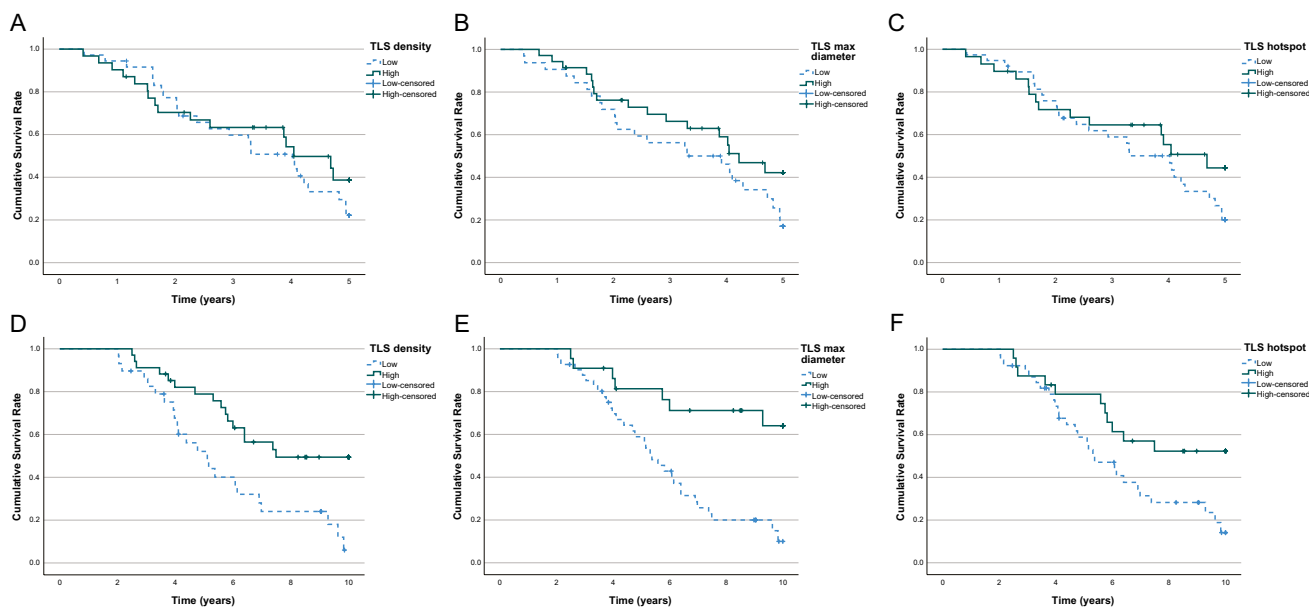 A
TLS density
Low
High
Low-censored
High-censored
Cumulative Survival Rate
1.0
0.8
0.6
0.4
0.2
0.0
0 1 2 3 4 5
Time (years)
B
TLS max
diameter
Low
High
Low-censored
High-censored
Cumulative Survival Rate
1.0
0.8
0.6
0.4
0.2
0.0
0 1 2 3 4 5
Time (years)
C
TLS hotspot
Low
High
Low-censored
High-censored
Cumulative Survival Rate
1.0
0.8
0.6
0.4
0.2
0.0
0 1 2 3 4 5
Time (years)
D
TLS density
Low
High
Low-censored
High-censored
Cumulative Survival Rate
1.0
0.8
0.6
0.4
0.2
0.0
0 2 4 6 8 10
Time (years)
E
TLS max
diameter
Low
High
Low-censored
High-censored
Cumulative Survival Rate
1.0
0.8
0.6
0.4
0.2
0.0
0 2 4 6 8 10
Time (years)
F
TLS hotspot
Low
High
Low-censored
High-censored
Cumulative Survival Rate
1.0
0.8
0.6
0.4
0.2
0.0
0 2 4 6 8 10
Time (years)